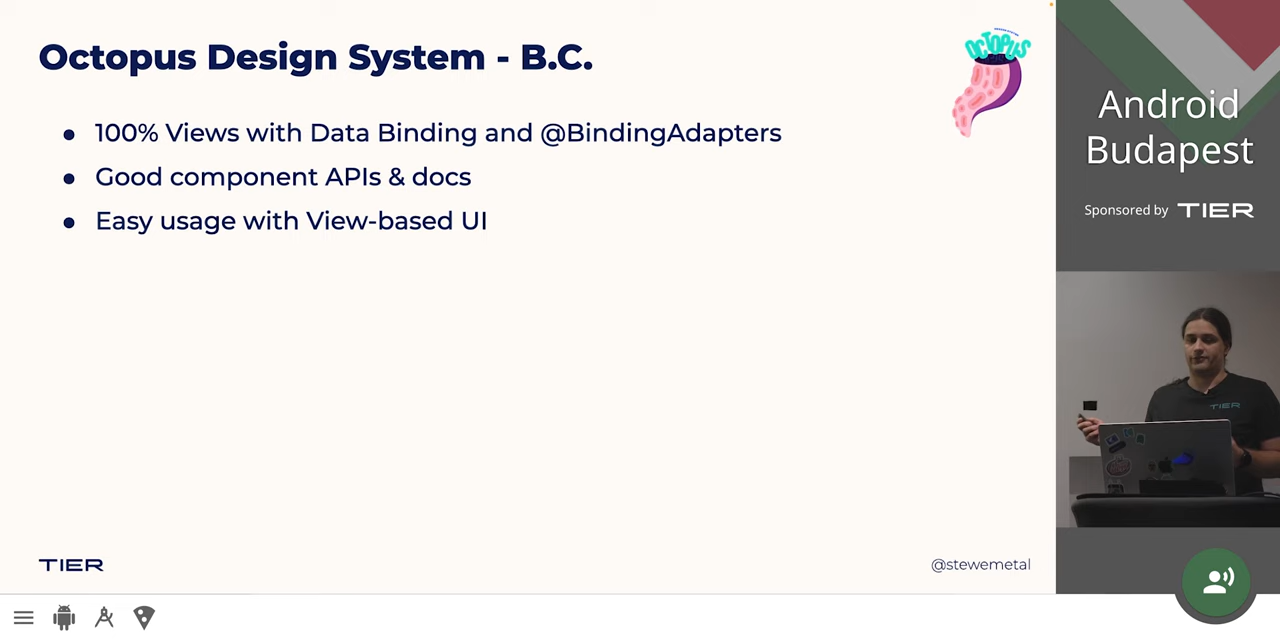 Octopus Design System - B.C.
OCTOPUS
100% Views with Data Binding and @BindingAdapters
Good component APIs & docs
Easy usage with View-based UI
TIER
@stewemetal
Android
Budapest
Sponsored by TIER
TIER